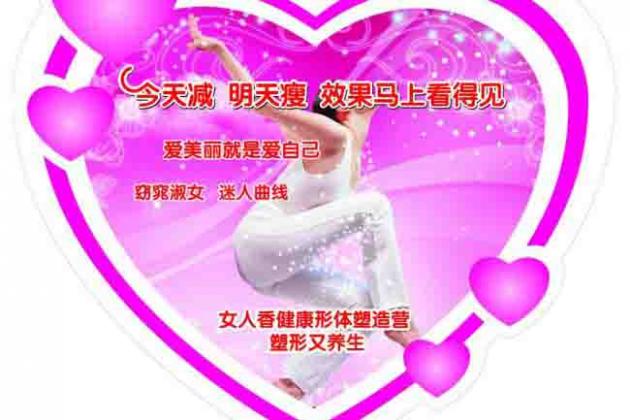 今天减 明天瘦 效果马上看得见
爱美丽就是爱自己
窈窕淑女 迷人曲线
女人香健康形体塑造营
塑形又养生